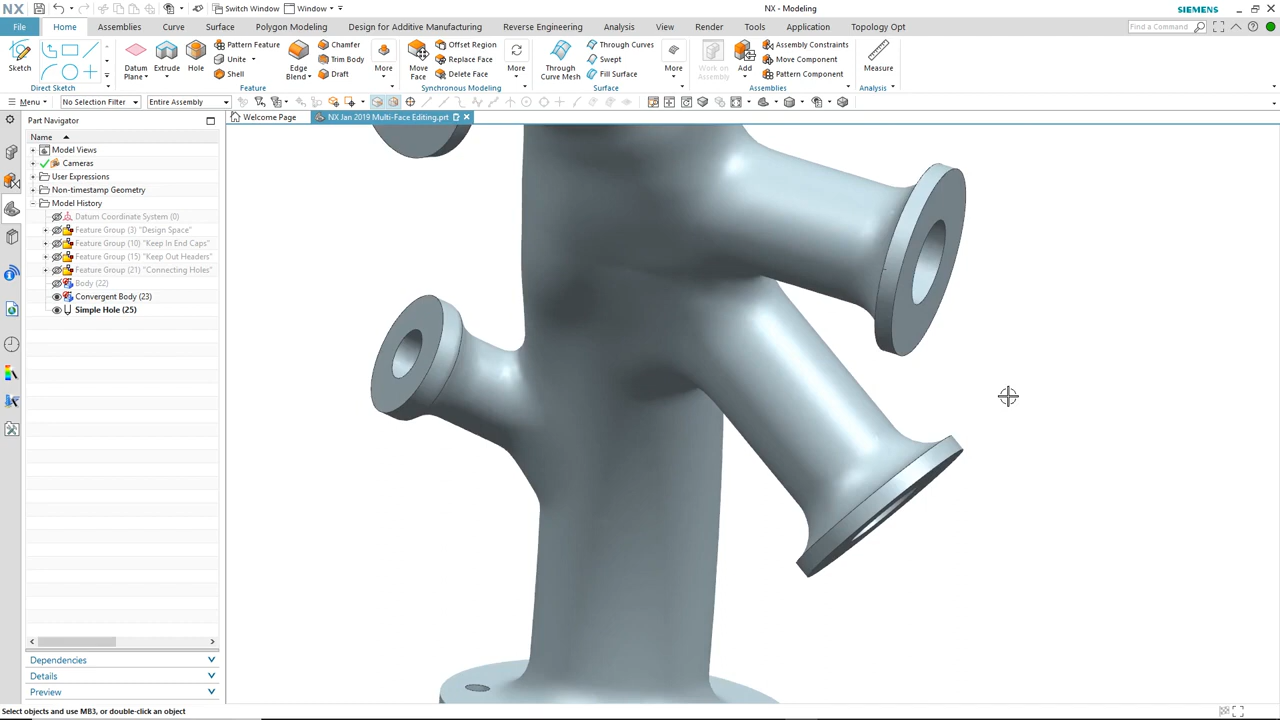 NX
Switch Window
Window
NX - Modeling
SIEMENS
File
Home
Assemblies
Curve
Surface
Polygon Modeling
Design for Additive Manufacturing
Reverse Engineering
Analysis
View
Render
Tools
Application
Topology Opt
Find a Command
Sketch
Direct Sketch
Datum Plane
Extrude
Hole
Pattern Feature
Unite
Shell
Edge Blend
Chamfer
Trim Body
Draft
More
Feature
Move Face
Offset Region
Replace Face
Delete Face
More
Synchronous Modeling
Through Curve Mesh
Through Curves
Swept
Fill Surface
More
Surface
Work on Assembly
Add
Assembly Constraints
Move Component
Pattern Component
Assemblies
Measure
Analysis
Menu
No Selection Filter
Entire Assembly
Part Navigator
Welcome Page
NX Jan 2019 Multi-Face Editing.prt
Name
Model Views
Cameras
User Expressions
Non-timestamp Geometry
Model History
Datum Coordinate System (0)
Feature Group (3) "Design Space"
Feature Group (10) "Keep In End Caps"
Feature Group (15) "Keep Out Headers"
Feature Group (21) "Connecting Holes"
Body (22)
Convergent Body (23)
Simple Hole (25)
Dependencies
Details
Preview
Select objects and use MB3, or double-click an object